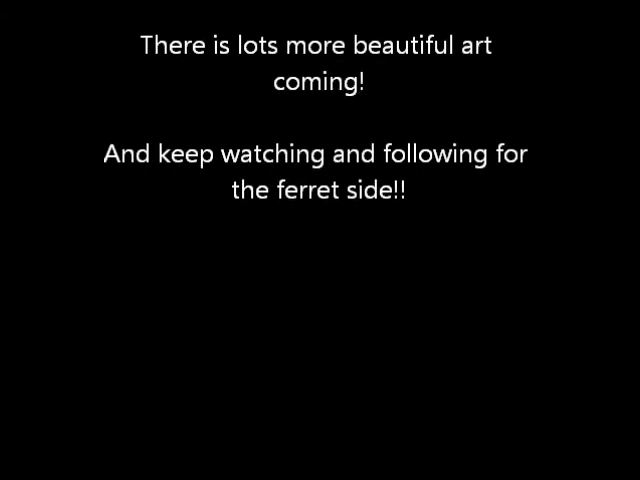 There is lots more beautiful art
coming!
And keep watching and following for
the ferret side!!